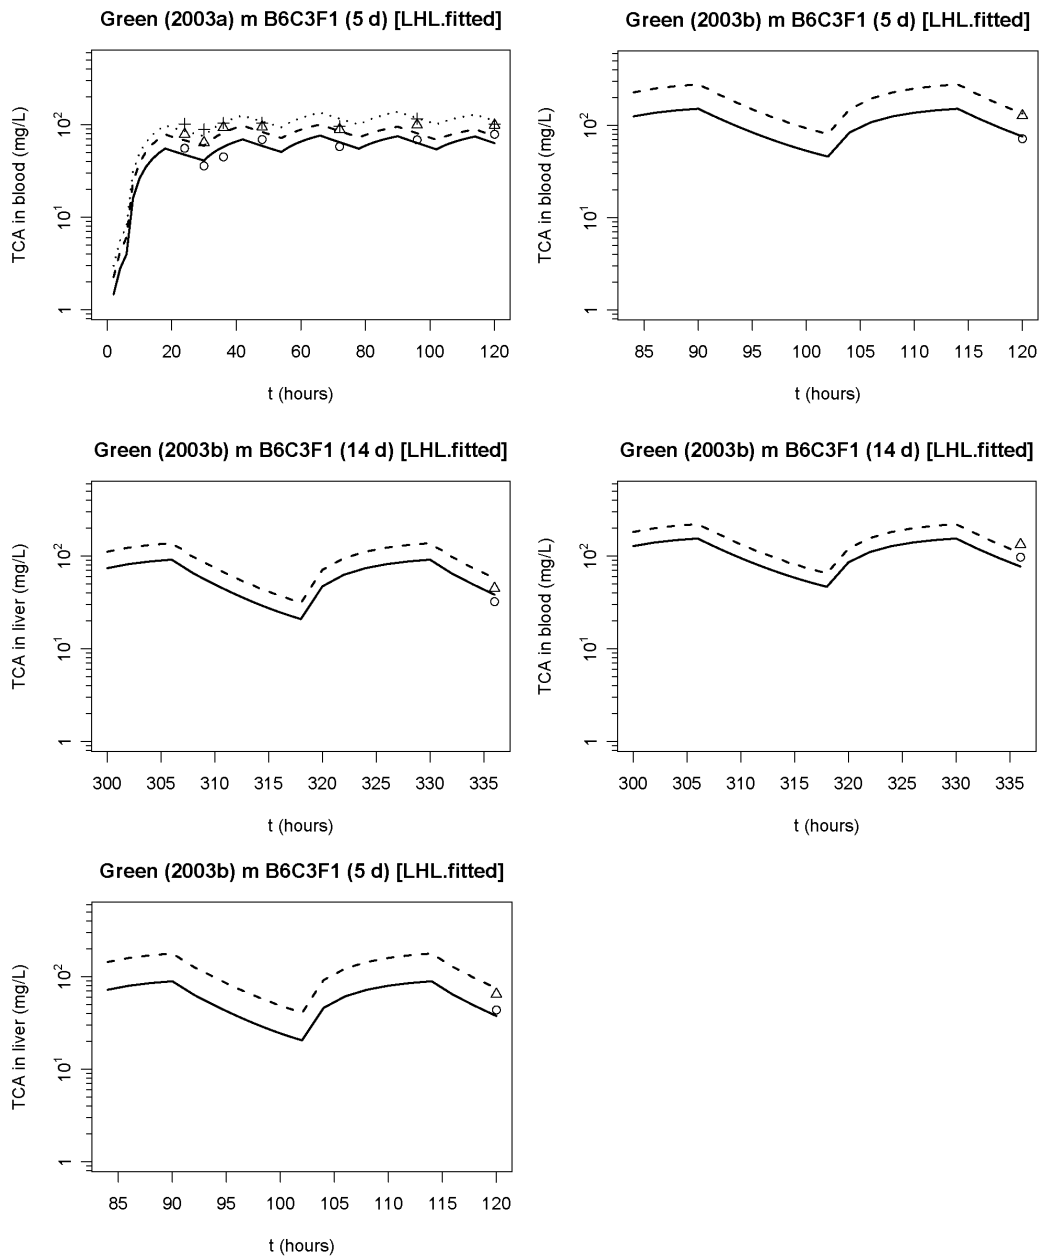 Green (2003a) m B6C3F1 (5 d) [LHL.fitted]
TCA in blood (mg/L)
10²
10¹
1
0 20 40 60 80 100 120
t (hours)
Green (2003b) m B6C3F1 (5 d) [LHL.fitted]
TCA in blood (mg/L)
10²
10¹
1
85 90 95 100 105 110 115 120
t (hours)
Green (2003b) m B6C3F1 (14 d) [LHL.fitted]
TCA in liver (mg/L)
10²
10¹
1
300 305 310 315 320 325 330 335
t (hours)
Green (2003b) m B6C3F1 (14 d) [LHL.fitted]
TCA in blood (mg/L)
10²
10¹
1
300 305 310 315 320 325 330 335
t (hours)
Green (2003b) m B6C3F1 (5 d) [LHL.fitted]
TCA in liver (mg/L)
10²
10¹
1
85 90 95 100 105 110 115 120
t (hours)